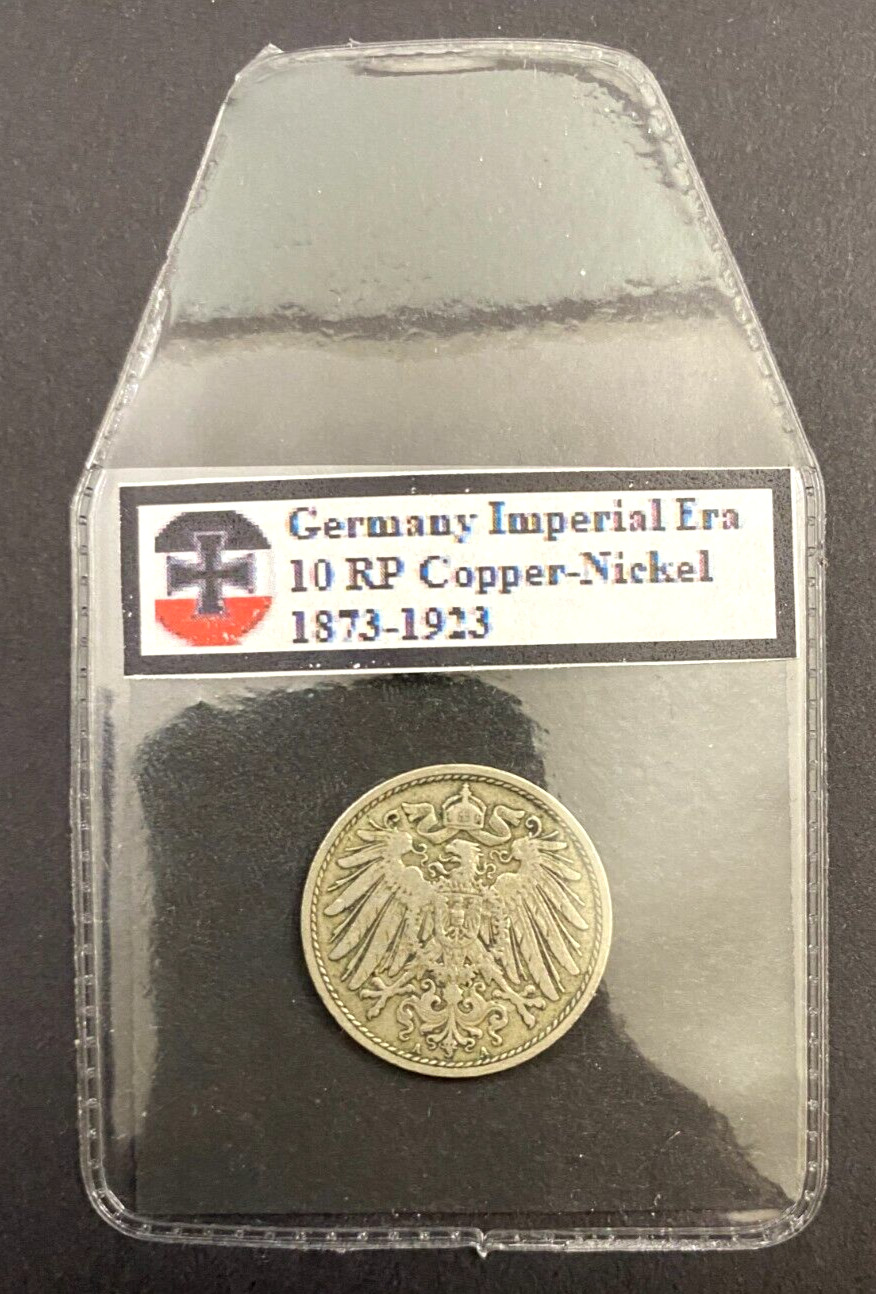 Germany Imperial Era
10 RP Copper-Nickel
1873-1923
A A